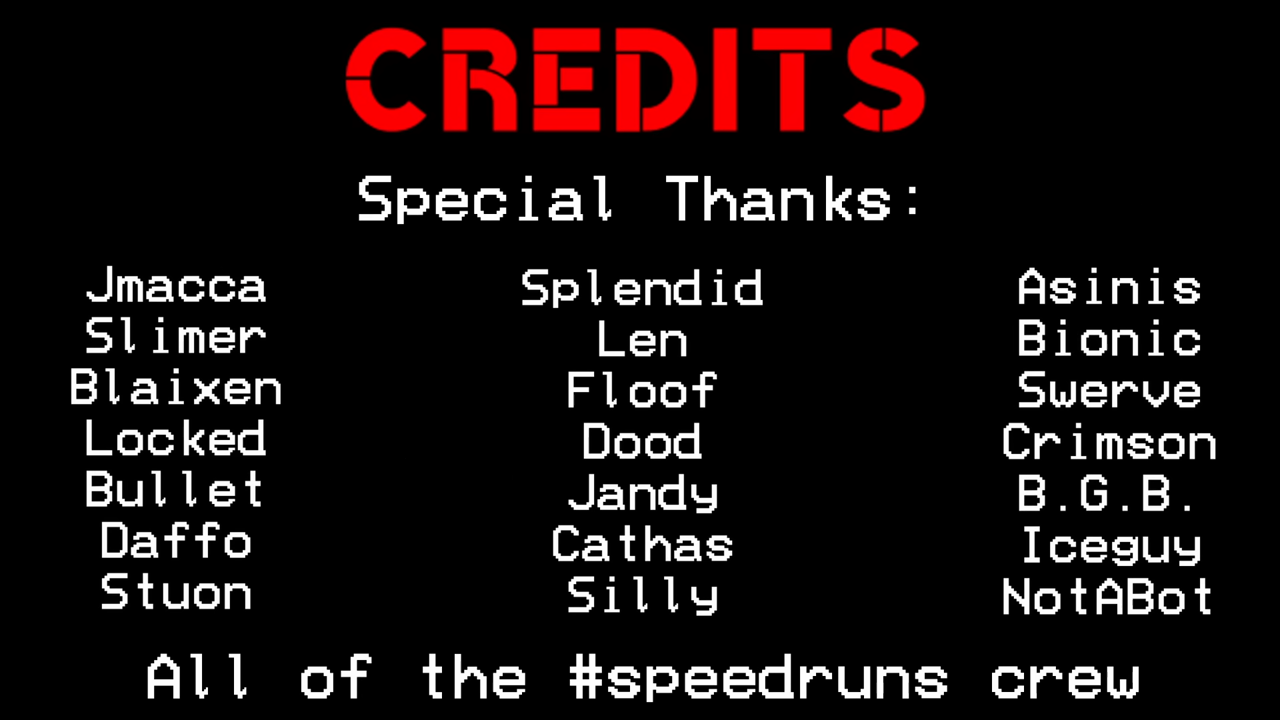 CREDITS
Special Thanks:
Jmacca
Slimer
Blaixen
Locked
Bullet
Daffo
Stuon
Splendid
Len
Floof
Dood
Jandy
Cathas
Silly
Asinis
Bionic
Swerve
Crimson
B.G.B.
Iceguy
NotABot
All of the #speedruns crew